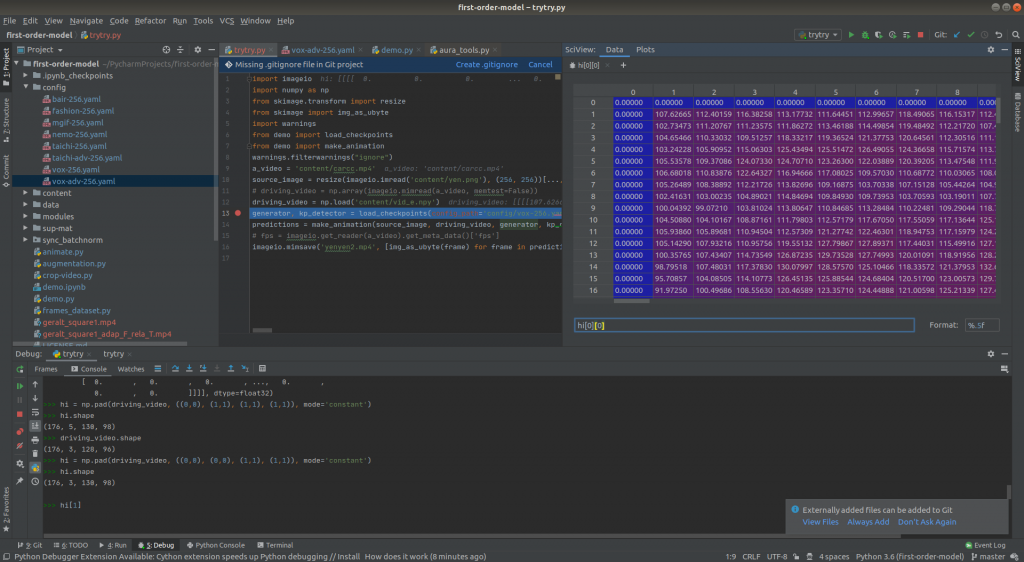 first-order-model – trytry.py
File Edit View Navigate Code Refactor Run Tools VCS Window Help
first-order-model trytry.py
trytry
Git:
Project
trytry.py vox-adv-256.yaml demo.py aura_tools.py
SciView: Data Plots
first-order-model ~/PycharmProjects/first-order-m
.ipynb_checkpoints
config
bair-256.yaml
fashion-256.yaml
mgif-256.yaml
nemo-256.yaml
taichi-256.yaml
taichi-adv-256.yaml
vox-256.yaml
vox-adv-256.yaml
content
data
modules
sup-mat
sync_batchnorm
animate.py
augmentation.py
crop-video.py
demo.ipynb
demo.py
frames_dataset.py
geralt_square1.mp4
geralt_square1_adap_F_rela_T.mp4
LICENSE.md
1: Project
7: Structure
Commit
2: Favorites
SciView
Database
Missing .gitignore file in Git project Create .gitignore Cancel
1 import imageio hi: [[[[ 0. 0. 0. ... 0.
2 import numpy as np
3 from skimage.transform import resize
4 from skimage import img_as_ubyte
5 import warnings
6 from demo import load_checkpoints
7 from demo import make_animation
8 warnings.filterwarnings("ignore")
9 a_video = 'content/carcc.mp4' a_video: 'content/carcc.mp4'
10 source_image = resize(imageio.imread('content/yen.png'), (256, 256))[....
11 # driving_video = np.array(imageio.mimread(a_video, memtest=False))
12 driving_video = np.load('content/vid_e.npy') driving_video: [[[[107.
13 generator, kp_detector = load_checkpoints(config_path='config/vox-256.
14 predictions = make_animation(source_image, driving_video, generator, kp_
15 # fps = imageio.get_reader(a_video).get_meta_data()['fps']
16 imageio.mimsave('yenyen2.mp4', [img_as_ubyte(frame) for frame in predict
17
hi[0][0]
0 1 2 3 4 5 6 7 8
0 0.00000 0.00000 0.00000 0.00000 0.00000 0.00000 0.00000 0.00000 0.00000 0.00
1 0.00000 107.62665 112.40159 116.38258 113.17732 111.64451 112.99657 118.49065 116.15317
2 0.00000 102.73473 111.20767 111.23575 111.86272 113.46188 114.49854 119.48492 112.21720
3 0.00000 104.65466 110.33032 109.51257 118.33217 119.36524 121.37753 120.64561 112.30516
4 0.00000 103.24228 105.90992 115.06303 125.43494 121.52475 126.49055 124.36658 115.71574
5 0.00000 105.53578 109.37086 124.07330 124.70710 123.26300 122.03889 120.39205 113.47548
6 0.00000 106.68018 110.83876 122.64327 116.94666 117.08025 109.57030 110.68772 110.03065
7 0.00000 105.26489 108.38892 112.21726 113.82696 109.16875 103.70338 107.15128
8 0.00000 102.41631 103.00235 104.89021 114.84694 109.94809 104.73930 109.73953
9 0.00000 100.04392 99.07210 103.81024 113.80647 110.84685 113.28484 110.22481 109.29044
10 0.00000 104.50880 104.10167 108.87161 111.79803 112.57179 117.67050 117.55059 117.13644
11 0.00000 105.93860 105.89681 110.94504 112.57309 121.27742 122.46301 118.94753 117.15979
12 0.00000 105.14290 107.93216 110.95756 119.55132 127.79867 127.89371 117.44031 115.49916
13 0.00000 100.35765 107.43407 114.73549 126.87235 129.73528 127.74993 120.01091 118.91956
14 0.00000 98.79518 107.48031 117.37830 130.07997 128.57570 125.10466 118.33572 121.37953
15 0.00000 95.70857 104.08505 114.10773 126.45135 125.88544 124.68404 120.51700 123.00573
16 0.00000 91.97250 100.49686 108.55630 120.46589 123.35710 124.44888 121.00598 125.21339
hi[0][0] Format: %.5f
Debug: trytry trytry
Frames Console Watches
[ 0. , 0. , 0. , ..., 0. ,
0. , 0. , 0. ]]]], dtype=float32)
>>> hi = np.pad(driving_video, ((0,0), (1,1), (1,1), (1,1)), mode='constant')
>>> hi.shape
(176, 5, 130, 98)
>>> driving_video.shape
(176, 3, 128, 96)
>>> hi = np.pad(driving_video, ((0,0), (0,0), (1,1), (1,1)), mode='constant')
>>> hi.shape
(176, 3, 130, 98)
>>> hi[1]
Externally added files can be added to Git
View Files Always Add Don't Ask Again
9: Git 6: TODO 4: Run 5: Debug Python Console Terminal Event Log
Python Debugger Extension Available: Cython extension speeds up Python debugging // Install How does it work (8 minutes ago)
1:9 CRLF UTF-8 4 spaces Python 3.6 (first-order-model) master